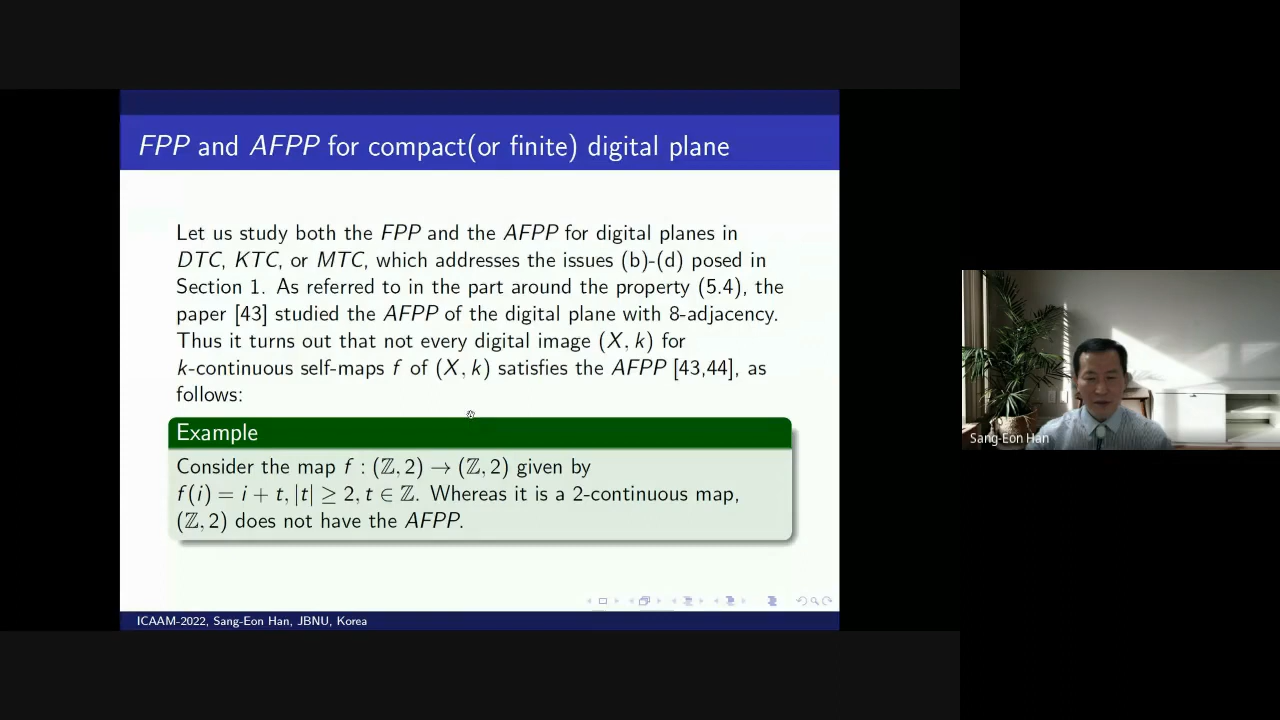 FPP and AFPP for compact(or finite) digital plane
Let us study both the FPP and the AFPP for digital planes in
DTC, KTC, or MTC, which addresses the issues (b)-(d) posed in
Section 1. As referred to in the part around the property (5.4), the
paper [43] studied the AFPP of the digital plane with 8-adjacency.
Thus it turns out that not every digital image (X, k) for
k-continuous self-maps f of (X, k) satisfies the AFPP [43,44], as
follows:
Example
Consider the map f : (ℤ, 2) → (ℤ, 2) given by
f(i) = i + t, |t| ≥ 2, t ∈ ℤ. Whereas it is a 2-continuous map,
(ℤ, 2) does not have the AFPP.
ICAAM-2022, Sang-Eon Han, JBNU, Korea
Sang-Eon Han